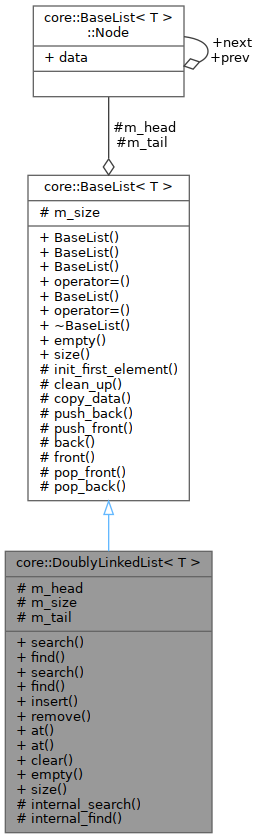 core::BaseList< T >
::Node
+ data
+next
+prev
#m_head
#m_tail
core::BaseList< T >
# m_size
+ BaseList()
+ BaseList()
+ BaseList()
+ operator=()
+ BaseList()
+ operator=()
+ ~BaseList()
+ empty()
+ size()
# init_first_element()
# clean_up()
# copy_data()
# push_back()
# push_front()
# back()
# front()
# pop_front()
# pop_back()
core::DoublyLinkedList< T >
# m_head
# m_size
# m_tail
+ search()
+ find()
+ search()
+ find()
+ insert()
+ remove()
+ at()
+ at()
+ clear()
+ empty()
+ size()
# internal_search()
# internal_find()